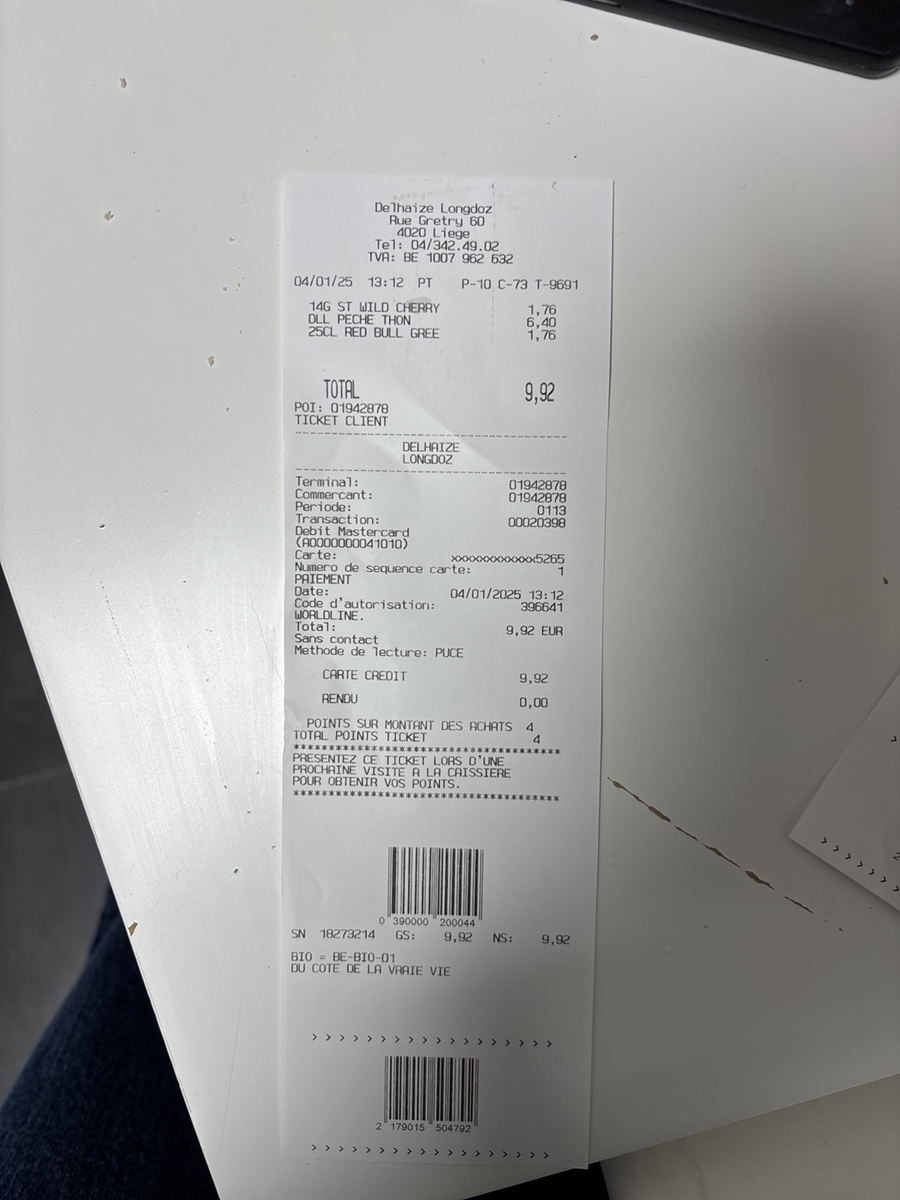 Delhaize Longdoz
Rue Gretry 60
4020 Liege
Tel: 04/342.49.02
TVA: BE 1007 962 632
04/01/25 13:12 PT P-10 C-73 T-9691
14G ST WILD CHERRY 1,76
DLL PECHE THON 6,40
25CL RED BULL GREE 1,76
TOTAL 9,92
POI: 01942878
TICKET CLIENT
--------------------------------------
DELHAIZE
LONGDOZ
--------------------------------------
Terminal: 01942878
Commercant: 01942878
Periode: 0113
Transaction: 00020398
Debit Mastercard
(A0000000041010)
Carte: xxxxxxxxxxxx5265
Numero de sequence carte: 1
PAIEMENT
Date: 04/01/2025 13:12
Code d'autorisation: 396641
WORLDLINE.
Total: 9,92 EUR
Sans contact
Methode de lecture: PUCE
CARTE CREDIT 9,92
RENDU 0,00
POINTS SUR MONTANT DES ACHATS 4
TOTAL POINTS TICKET 4
**************************************
PRESENTEZ CE TICKET LORS D'UNE
PROCHAINE VISITE A LA CAISSIERE
POUR OBTENIR VOS POINTS.
**************************************
0 390000 200044
SN 18273214 GS: 9,92 NS: 9,92
BIO = BE-BIO-01
DU COTE DE LA VRAIE VIE
> > > > > > > > > > > > > > > > > >
2 179015 504792
> > > > > > > > > > > > > > > > > >